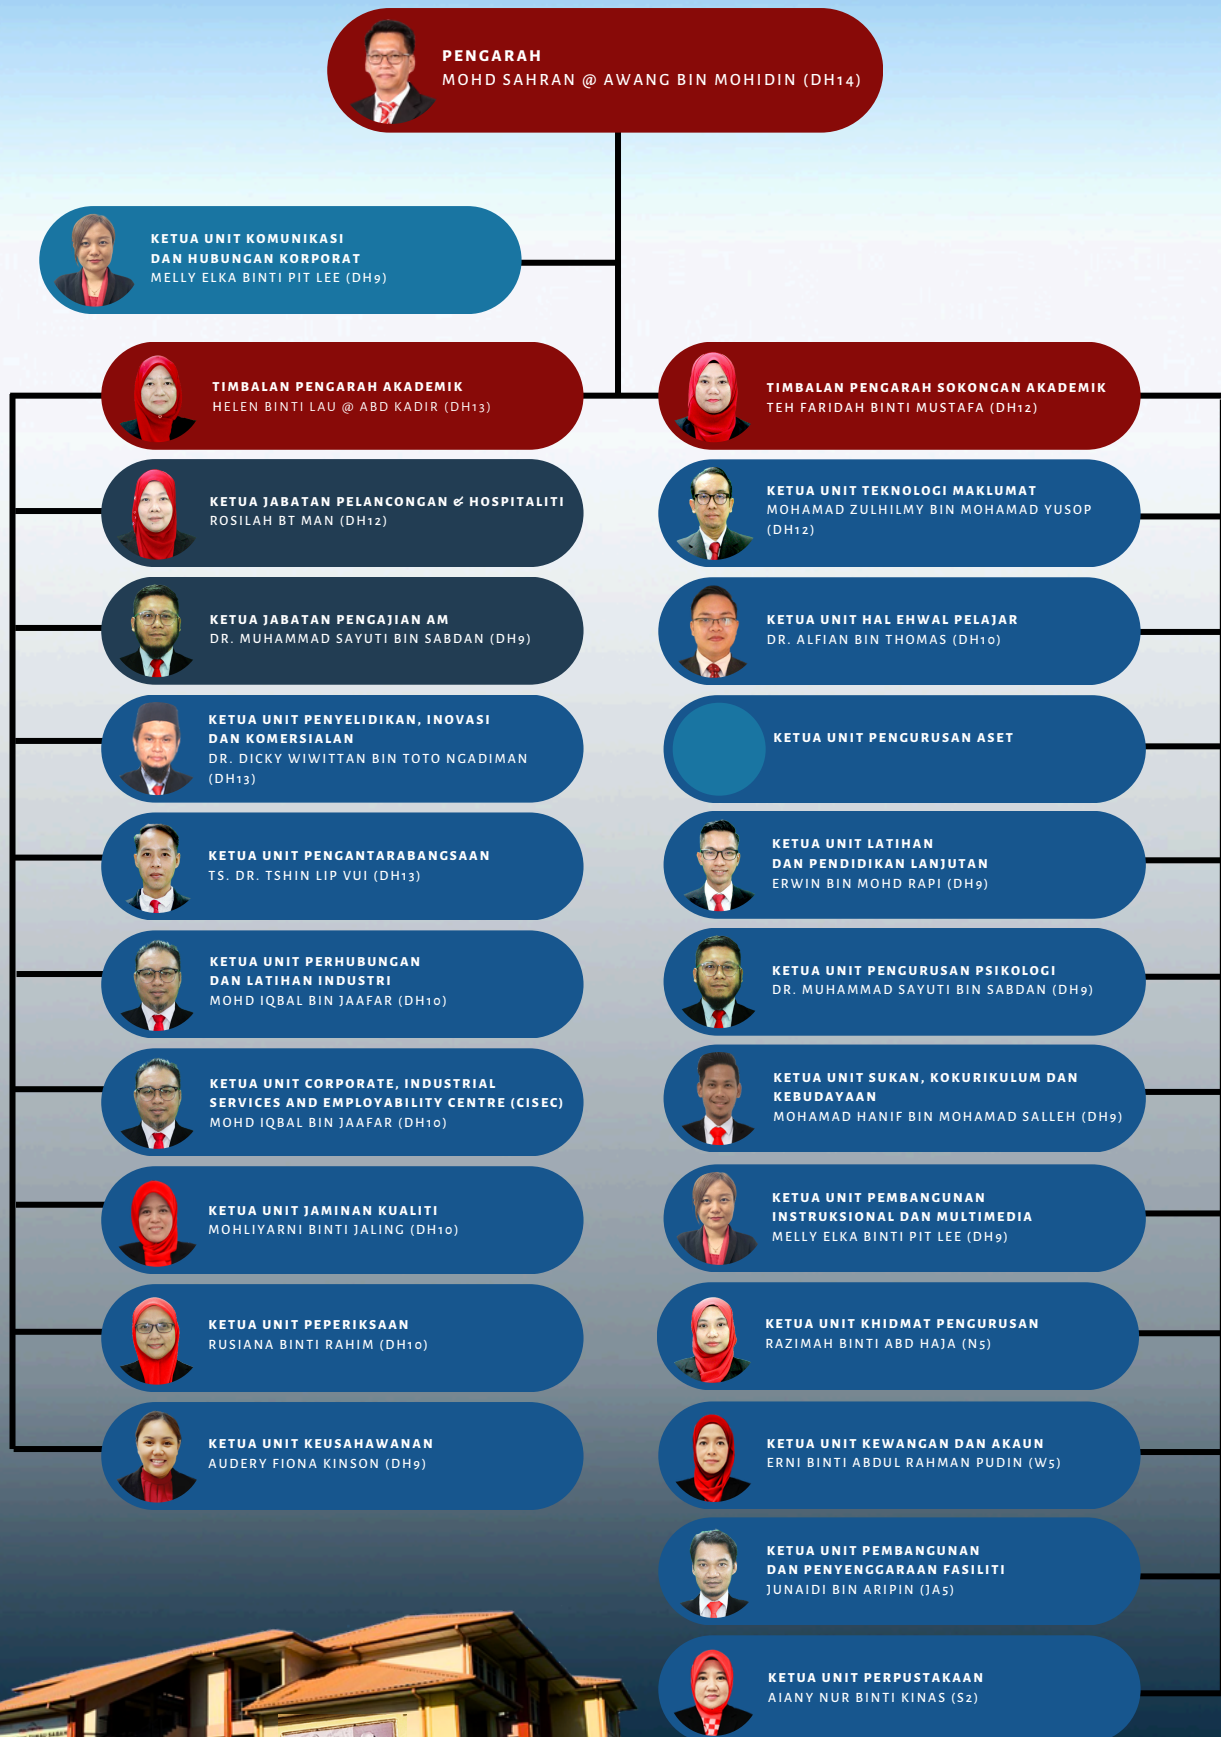 PENGARAH
MOHD SAHRAN @ AWANG BIN MOHIDIN (DH14)
KETUA UNIT KOMUNIKASI
DAN HUBUNGAN KORPORAT
MELLY ELKA BINTI PIT LEE (DH9)
TIMBALAN PENGARAH AKADEMIK
HELEN BINTI LAU @ ABD KADIR (DH13)
KETUA JABATAN PELANCONGAN & HOSPITALITI
ROSILAH BT MAN (DH12)
KETUA JABATAN PENGAJIAN AM
DR. MUHAMMAD SAYUTI BIN SABDAN (DH9)
KETUA UNIT PENYELIDIKAN, INOVASI
DAN KOMERSIALAN
DR. DICKY WIWITTAN BIN TOTO NGADIMAN
(DH13)
KETUA UNIT PENGANTARABANGSAAN
TS. DR. TSHIN LIP VUI (DH13)
KETUA UNIT PERHUBUNGAN
DAN LATIHAN INDUSTRI
MOHD IQBAL BIN JAAFAR (DH10)
KETUA UNIT CORPORATE, INDUSTRIAL
SERVICES AND EMPLOYABILITY CENTRE (CISEC)
MOHD IQBAL BIN JAAFAR (DH10)
KETUA UNIT JAMINAN KUALITI
MOHLIYARNI BINTI JALING (DH10)
KETUA UNIT PEPERIKSAAN
RUSIANA BINTI RAHIM (DH10)
KETUA UNIT KEUSAHAWANAN
AUDERY FIONA KINSON (DH9)
TIMBALAN PENGARAH SOKONGAN AKADEMIK
TEH FARIDAH BINTI MUSTAFA (DH12)
KETUA UNIT TEKNOLOGI MAKLUMAT
MOHAMAD ZULHILMY BIN MOHAMAD YUSOP
(DH12)
KETUA UNIT HAL EHWAL PELAJAR
DR. ALFIAN BIN THOMAS (DH10)
KETUA UNIT PENGURUSAN ASET
KETUA UNIT LATIHAN
DAN PENDIDIKAN LANJUTAN
ERWIN BIN MOHD RAPI (DH9)
KETUA UNIT PENGURUSAN PSIKOLOGI
DR. MUHAMMAD SAYUTI BIN SABDAN (DH9)
KETUA UNIT SUKAN, KOKURIKULUM DAN
KEBUDAYAAN
MOHAMAD HANIF BIN MOHAMAD SALLEH (DH9)
KETUA UNIT PEMBANGUNAN
INSTRUKSIONAL DAN MULTIMEDIA
MELLY ELKA BINTI PIT LEE (DH9)
KETUA UNIT KHIDMAT PENGURUSAN
RAZIMAH BINTI ABD HAJA (N5)
KETUA UNIT KEWANGAN DAN AKAUN
ERNI BINTI ABDUL RAHMAN PUDIN (W5)
KETUA UNIT PEMBANGUNAN
DAN PENYENGGARAAN FASILITI
JUNAIDI BIN ARIPIN (JA5)
KETUA UNIT PERPUSTAKAAN
AIANY NUR BINTI KINAS (S2)